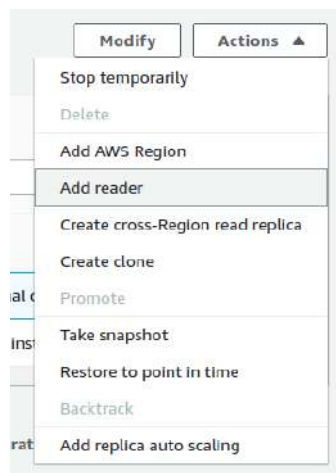 Modify
Actions
Stop temporarily
Delete
Add AWS Region
Add reader
Create cross-Region read replica
Create clone
Promote
Take snapshot
Restore to point in time
Backtrack
Add replica auto scaling